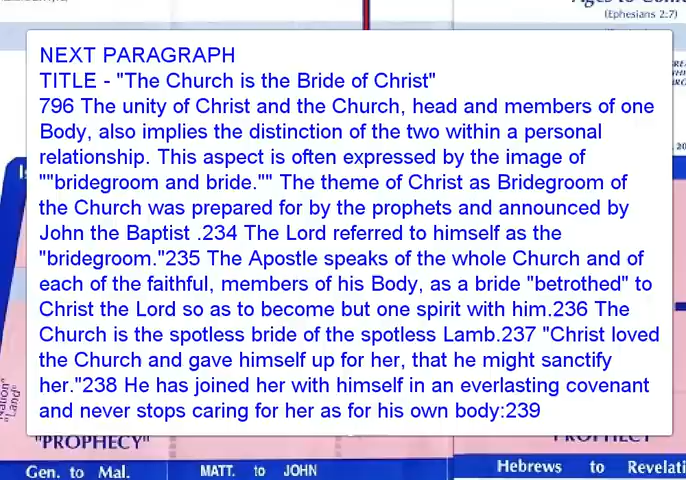 Ages to Come
(Ephesians 2:7)
NEXT PARAGRAPH
TITLE - "The Church is the Bride of Christ"
796 The unity of Christ and the Church, head and members of one
Body, also implies the distinction of the two within a personal
relationship. This aspect is often expressed by the image of
""bridegroom and bride."" The theme of Christ as Bridegroom of
the Church was prepared for by the prophets and announced by
John the Baptist .234 The Lord referred to himself as the
"bridegroom."235 The Apostle speaks of the whole Church and of
each of the faithful, members of his Body, as a bride "betrothed" to
Christ the Lord so as to become but one spirit with him.236 The
Church is the spotless bride of the spotless Lamb.237 "Christ loved
the Church and gave himself up for her, that he might sanctify
her."238 He has joined her with himself in an everlasting covenant
and never stops caring for her as for his own body:239
"Land"
"PROPHECY"
PROPHECY
Gen. to Mal.
MATT. to JOHN
Hebrews to Revelati